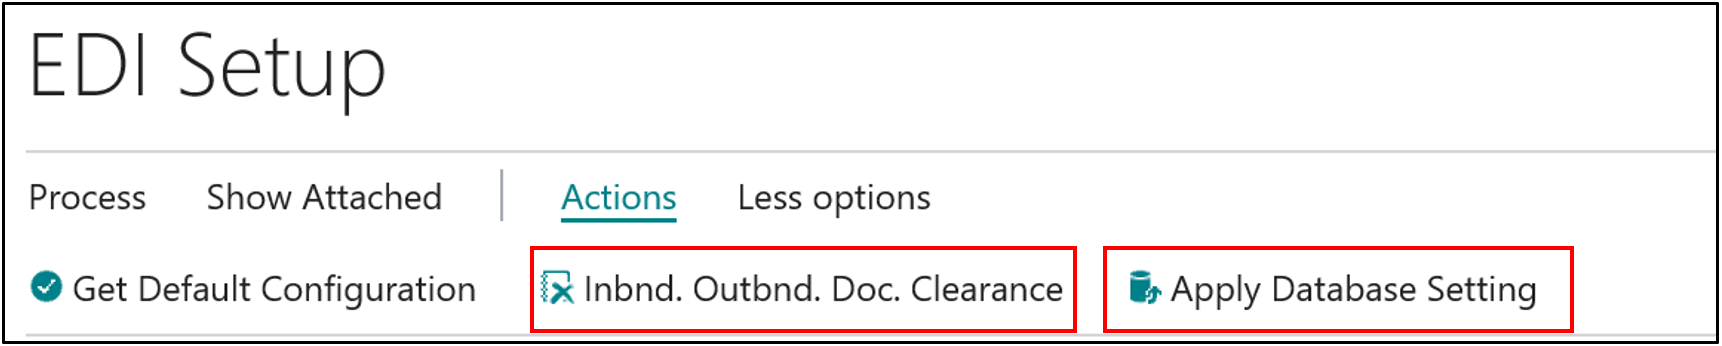 EDI Setup
Process Show Attached Actions Less options
Get Default Configuration Inbnd. Outbnd. Doc. Clearance Apply Database Setting